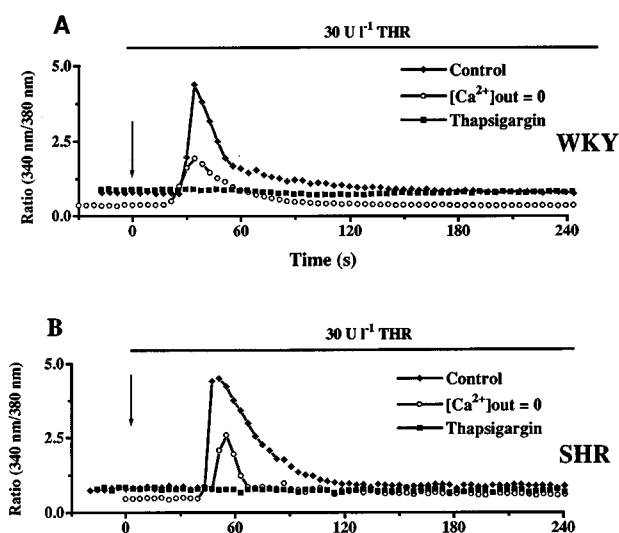 A
30 U l⁻¹ THR
5.0
Control
[Ca²⁺]out = 0
Thapsigargin
WKY
2.5
0.0
Ratio (340 nm/380 nm)
0 60 120 180 240
Time (s)
B
30 U l⁻¹ THR
5.0
Control
[Ca²⁺]out = 0
Thapsigargin
SHR
2.5
0.0
Ratio (340 nm/380 nm)
0 60 120 180 240